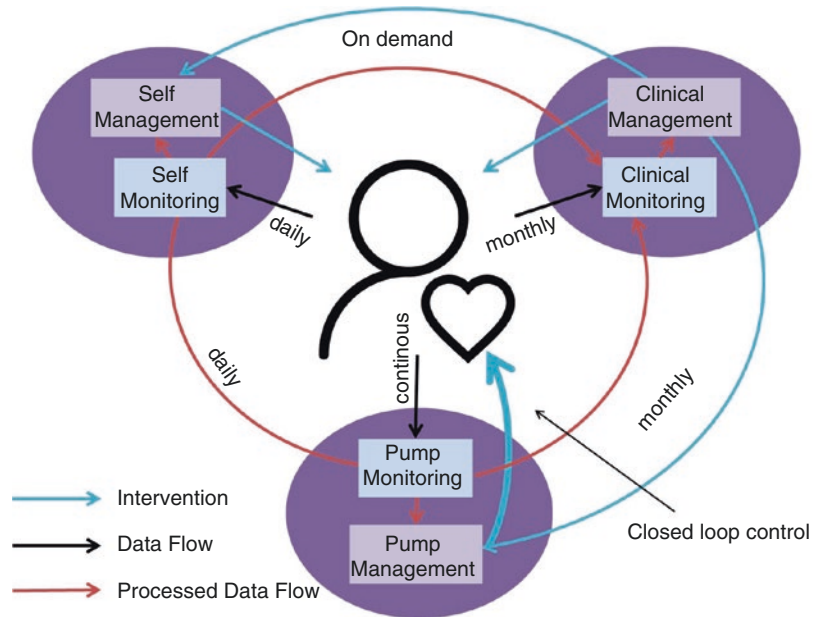 On demand
Self
Management
Clinical
Management
Self
Monitoring
Clinical
Monitoring
daily
monthly
daily
continous
monthly
Pump
Monitoring
Pump
Management
Closed loop control
Intervention
Data Flow
Processed Data Flow